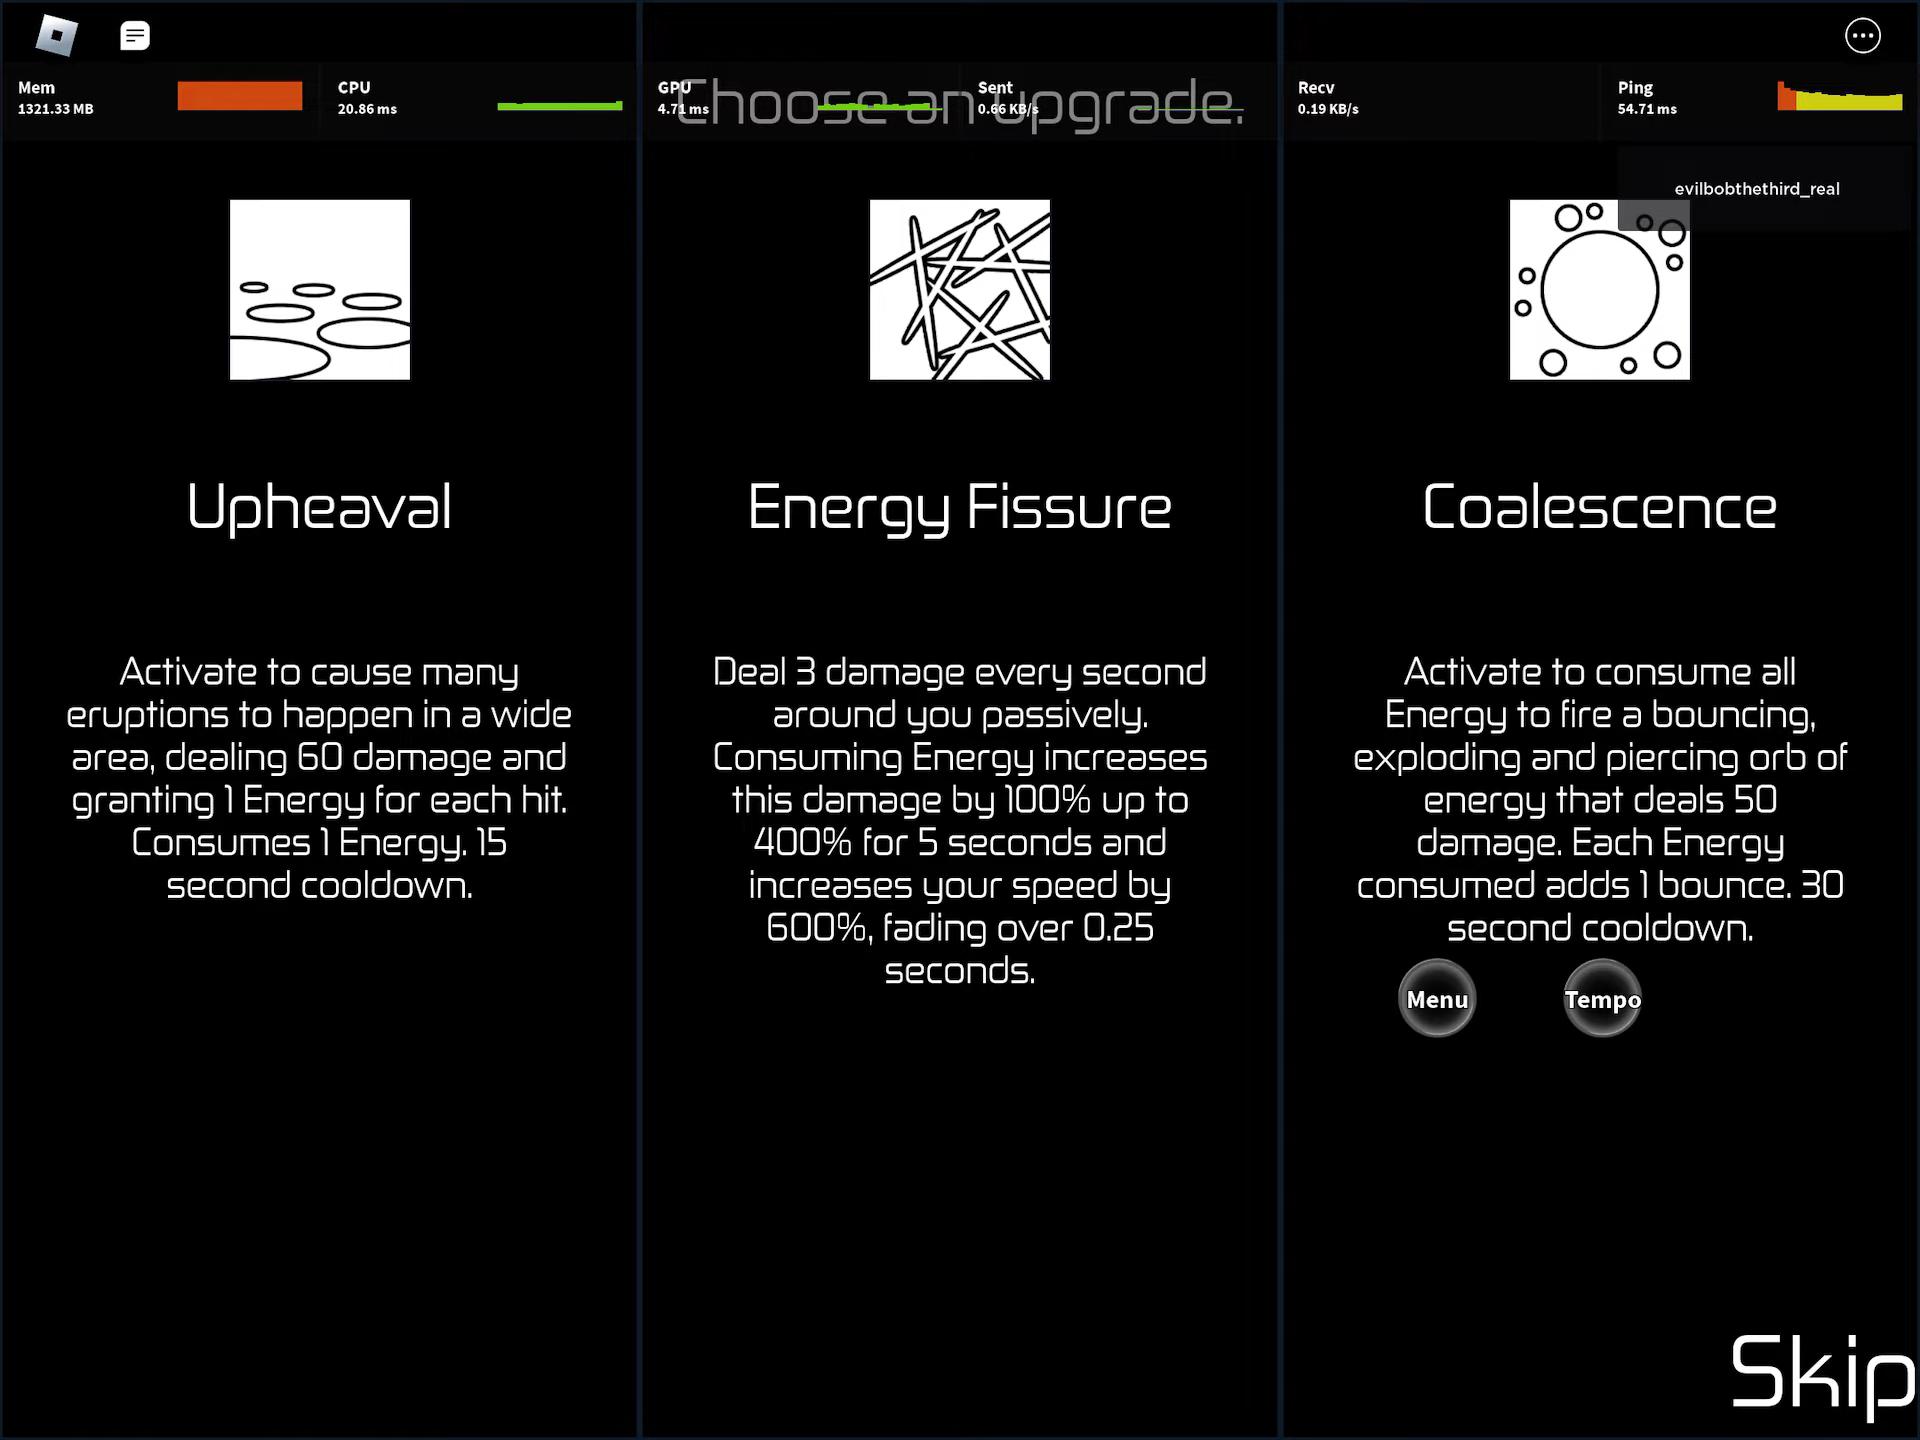 Mem
1321.33 MB
CPU
20.86 ms
GPU
4.71 ms
Sent
0.66 KB/s
Recv
0.19 KB/s
Ping
54.71 ms
Choose an upgrade.
evilbobthethird_real
Upheaval
Activate to cause many
eruptions to happen in a wide
area, dealing 60 damage and
granting 1 Energy for each hit.
Consumes 1 Energy. 15
second cooldown.
Energy Fissure
Deal 3 damage every second
around you passively.
Consuming Energy increases
this damage by 100% up to
400% for 5 seconds and
increases your speed by
600%, fading over 0.25
seconds.
Coalescence
Activate to consume all
Energy to fire a bouncing,
exploding and piercing orb of
energy that deals 50
damage. Each Energy
consumed adds 1 bounce. 30
second cooldown.
Menu
Tempo
Skip